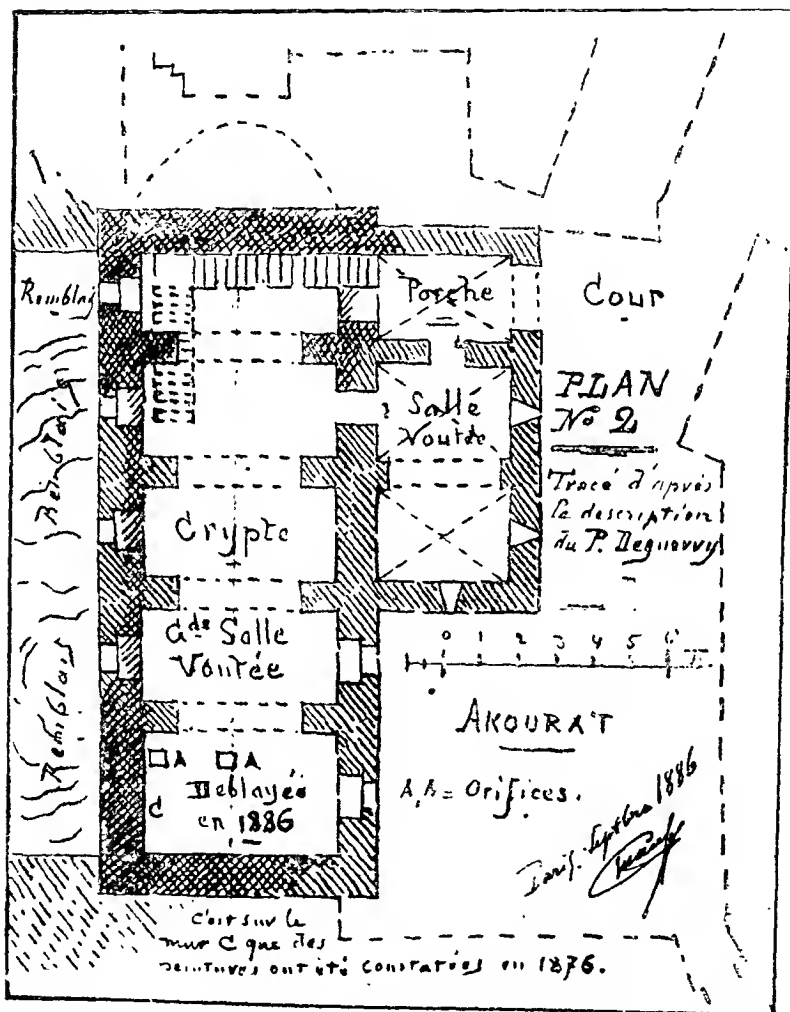 Remblais
Porche
Cour
PLAN
No 2
Salle
Voutée
Tracé d'après
la description
du P. Deguerry
Remblais
Crypte
Gde Salle
Voutée
0 1 2 3 4 5 6
AKOURA'T
Remblais
A A
C
Deblayée
en 1886
A, A = Orifices.
Paris. Septbre 1886
C'est sur le
mur C que des
peintures ont été constatées en 1876.